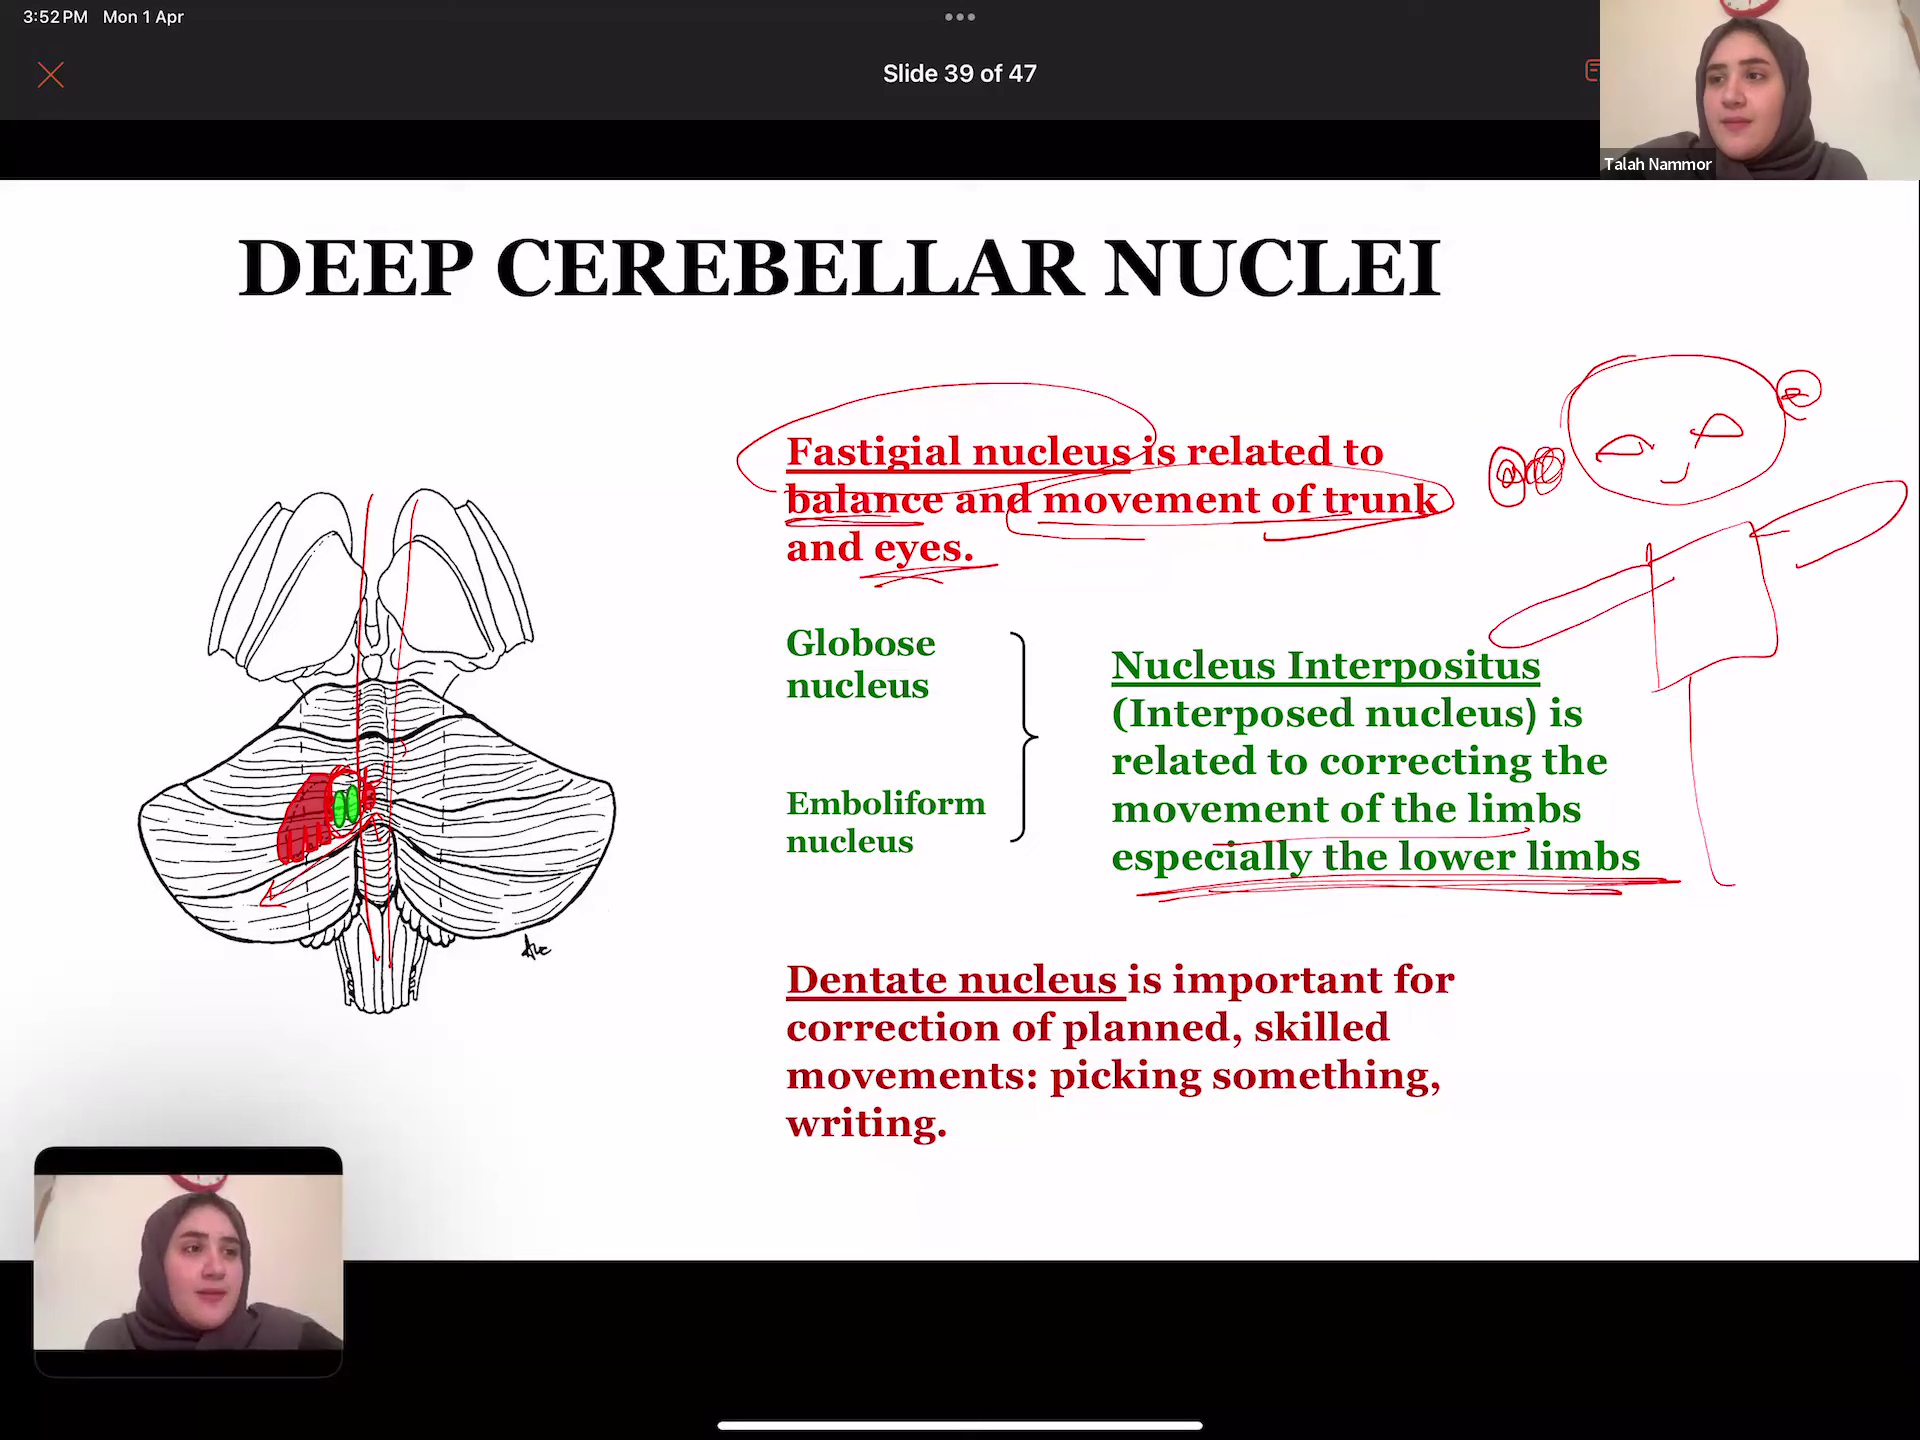 3:52 PM Mon 1 Apr
Slide 39 of 47
Talah Nammor
DEEP CEREBELLAR NUCLEI
Fastigial nucleus is related to
balance and movement of trunk
and eyes.
Globose
nucleus
Emboliform
nucleus
Nucleus Interpositus
(Interposed nucleus) is
related to correcting the
movement of the limbs
especially the lower limbs
Dentate nucleus is important for
correction of planned, skilled
movements: picking something,
writing.